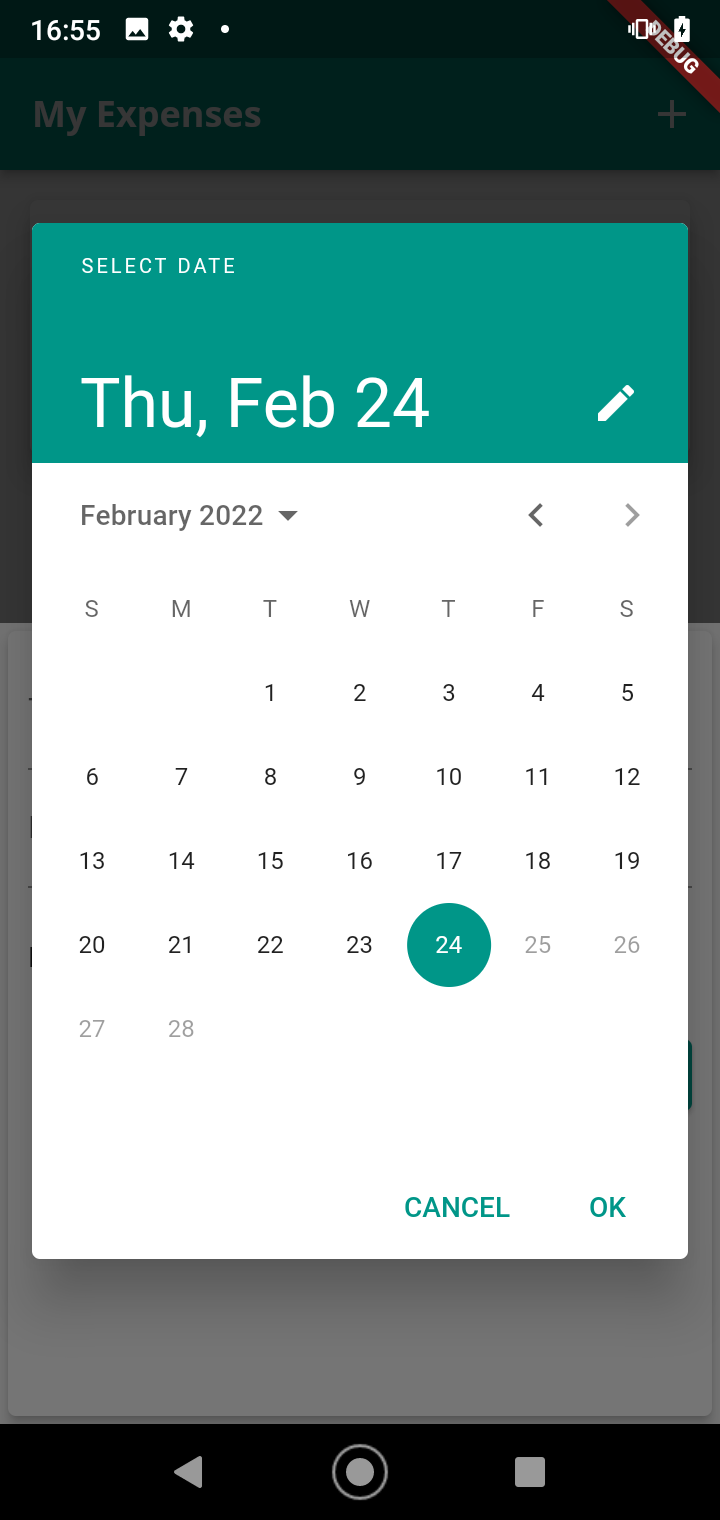 16:55
DEBUG
My Expenses
SELECT DATE
Thu, Feb 24
February 2022
S M T W T F S
1 2 3 4 5
6 7 8 9 10 11 12
13 14 15 16 17 18 19
20 21 22 23 24 25 26
27 28
CANCEL OK